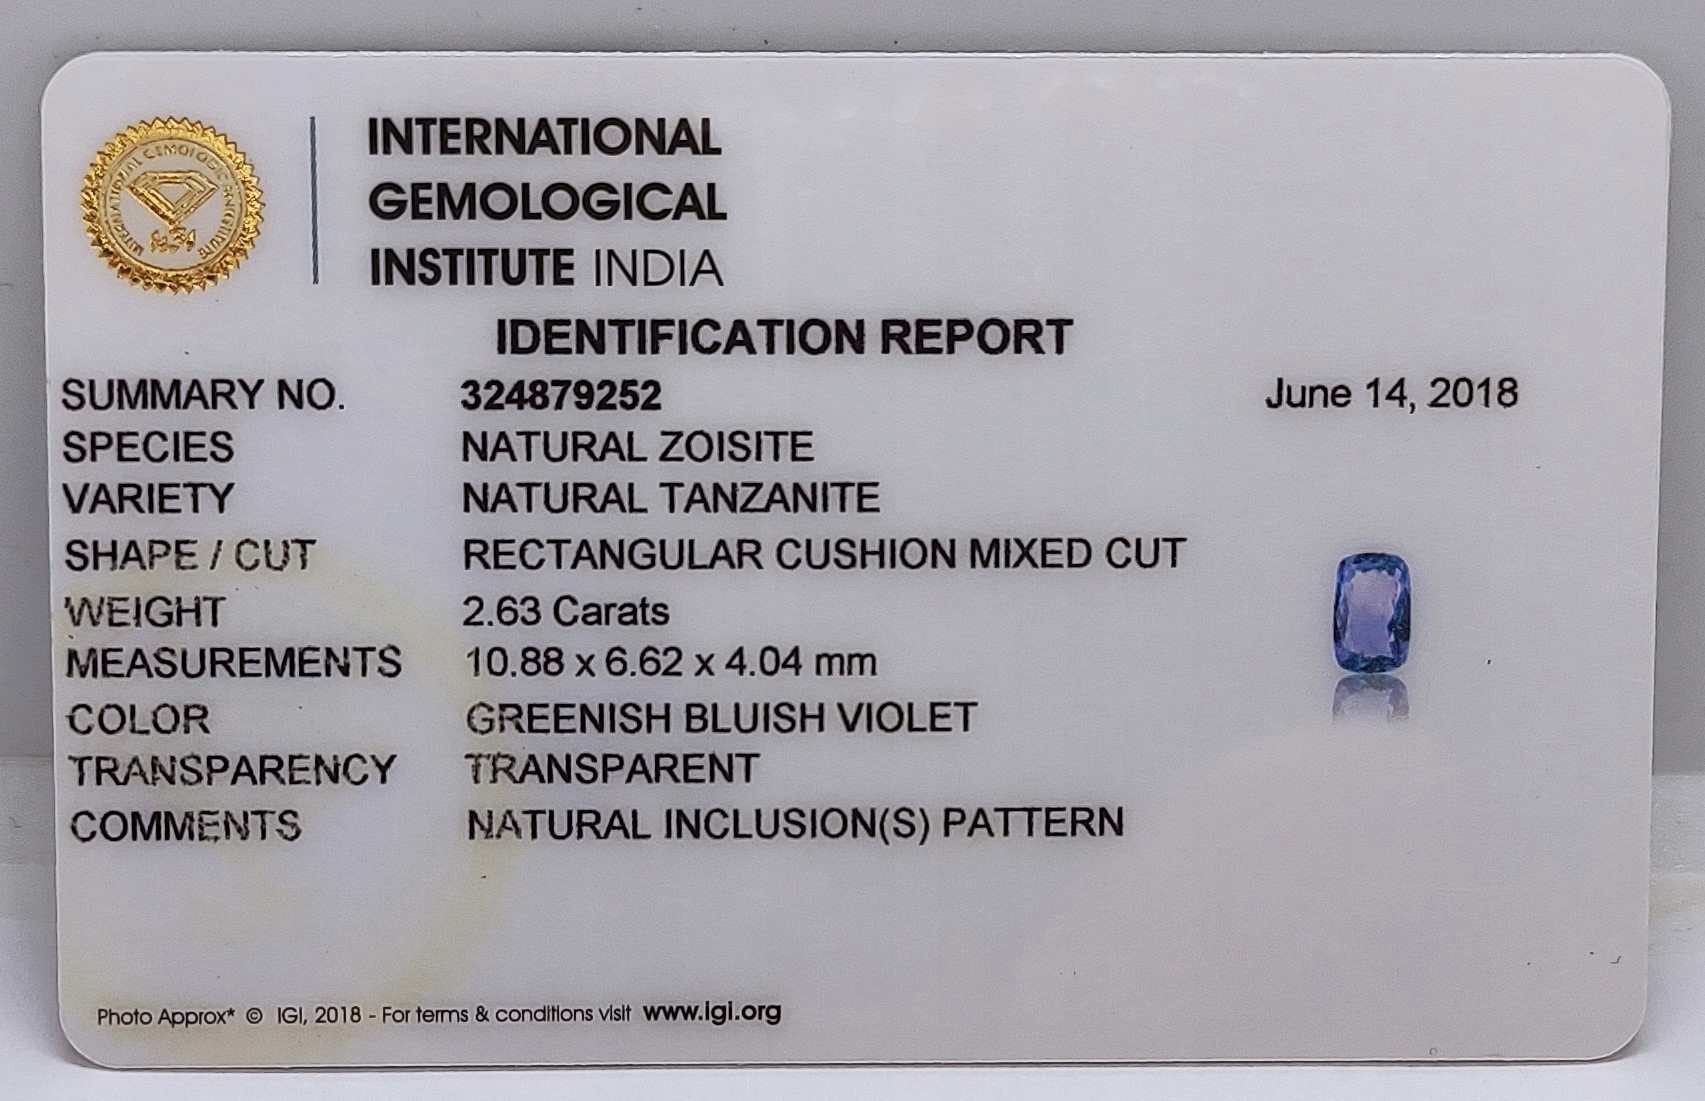 INTERNATIONAL GEMOLOGICAL INSTITUTE
INTERNATIONAL
GEMOLOGICAL
INSTITUTE INDIA
IDENTIFICATION REPORT
SUMMARY NO. 324879252 June 14, 2018
SPECIES NATURAL ZOISITE
VARIETY NATURAL TANZANITE
SHAPE / CUT RECTANGULAR CUSHION MIXED CUT
WEIGHT 2.63 Carats
MEASUREMENTS 10.88 x 6.62 x 4.04 mm
COLOR GREENISH BLUISH VIOLET
TRANSPARENCY TRANSPARENT
COMMENTS NATURAL INCLUSION(S) PATTERN
Photo Approx* © IGI, 2018 - For terms & conditions visit www.igi.org